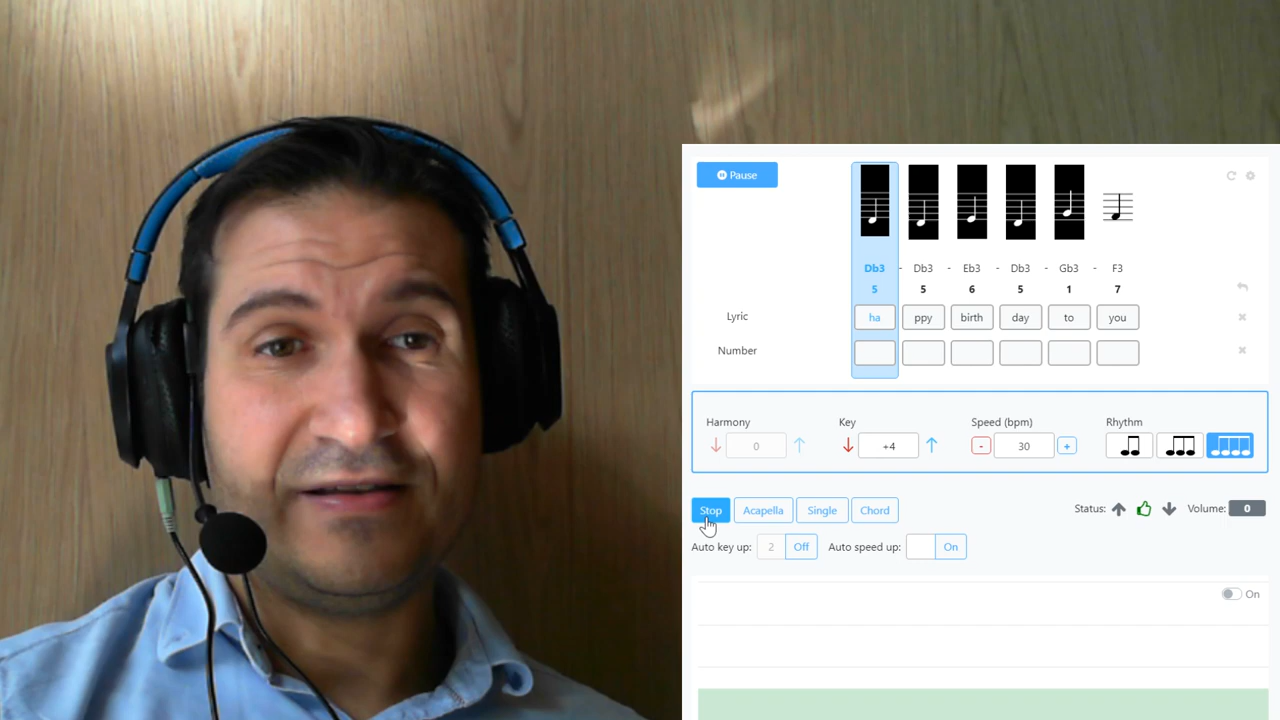 Pause
Db3 - Db3 - Eb3 - Db3 - Gb3 - F3
5 5 6 5 1 7
Lyric ha ppy birth day to you
Number
Harmony Key Speed (bpm) Rhythm
0 +4 - 30 +
Stop Acapella Single Chord Status: Volume: 0
Auto key up: 2 Off Auto speed up: On
On